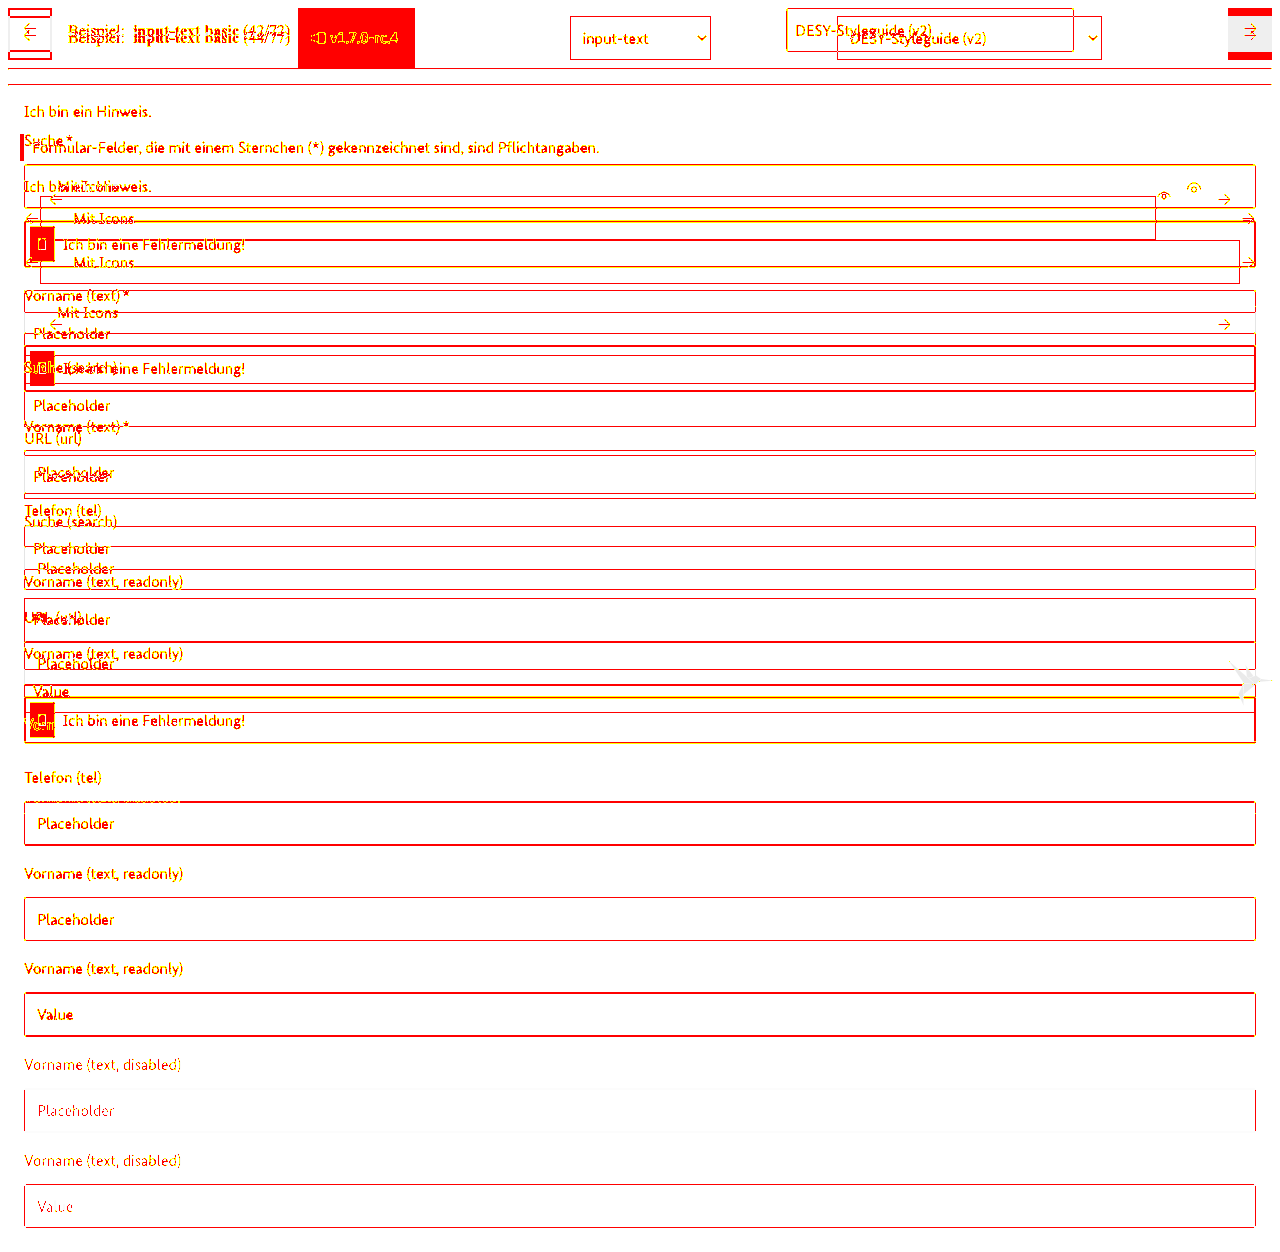 Beispiel: input-text basic
v1.7.0-rc.4
input-text
DESY-Styleguide (v2)
DESY-Styleguide (v2)
Ich bin ein Hinweis.
Suche *
Formular-Felder, die mit einem Sternchen (*) gekennzeichnet sind, sind Pflichtangaben.
Ich bin ein Hinweis.
Mit Icons
Mit Icons
Ich bin eine Fehlermeldung!
Mit Icons
Vorname (text) *
Mit Icons
Placeholder
Suche (search)
Ich bin eine Fehlermeldung!
Placeholder
Vorname (text) *
URL (url)
Placeholder
Placeholder
Telefon (tel)
Suche (search)
Placeholder
Placeholder
Vorname (text, readonly)
URL (url)
Placeholder
Vorname (text, readonly)
Placeholder
Value
Ich bin eine Fehlermeldung!
Telefon (tel)
Placeholder
Vorname (text, readonly)
Placeholder
Vorname (text, readonly)
Value
Vorname (text, disabled)
Placeholder
Vorname (text, disabled)
Value